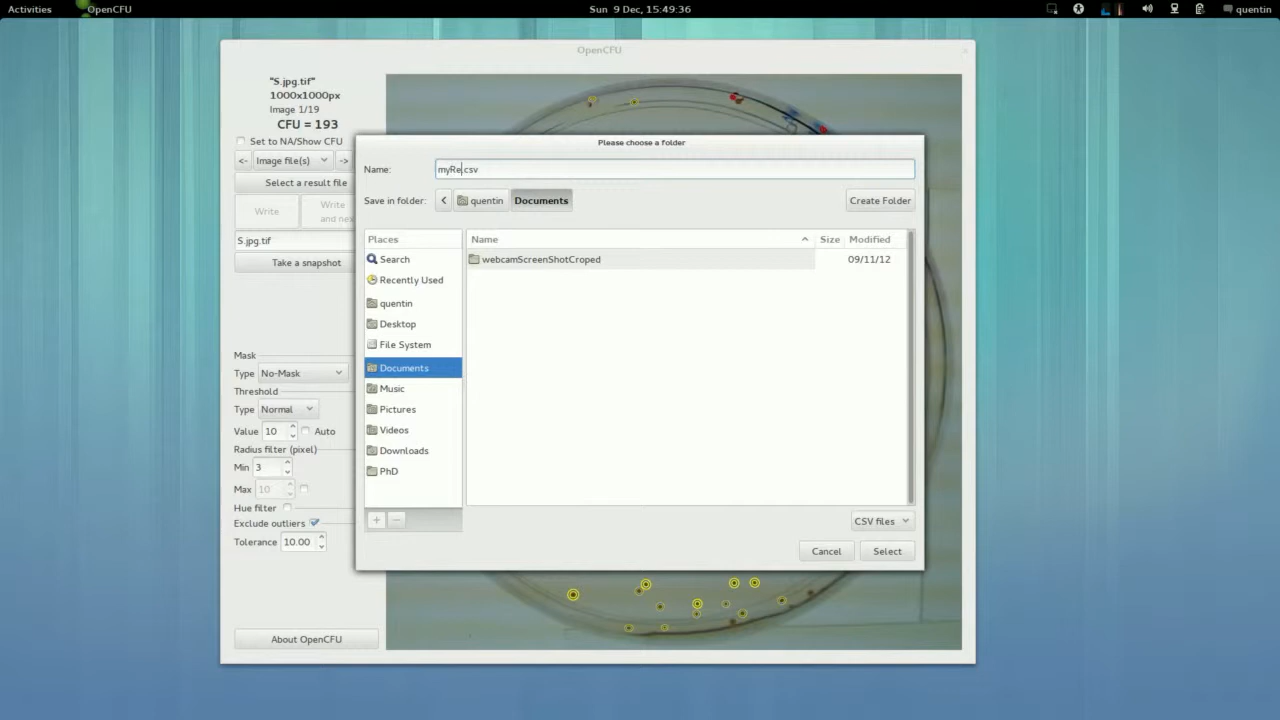 Activities OpenCFU Sun 9 Dec, 15:49:36 quentin
OpenCFU
"S.jpg.tif"
1000x1000px
Image 1/19
CFU = 193
Set to NA/Show CFU
<- Image file(s) ->
Select a result file
Write Write
and nex
S.jpg.tif
Take a snapshot
Mask
Type No-Mask
Threshold
Type Normal
Value 10 Auto
Radius filter (pixel)
Min 3
Max 10
Hue filter
Exclude outliers
Tolerance 10.00
About OpenCFU
Please choose a folder
Name: myRe.csv
Save in folder: quentin Documents Create Folder
Places
Search
Recently Used
quentin
Desktop
File System
Documents
Music
Pictures
Videos
Downloads
PhD
Name Size Modified
webcamScreenShotCroped 09/11/12
CSV files
Cancel Select